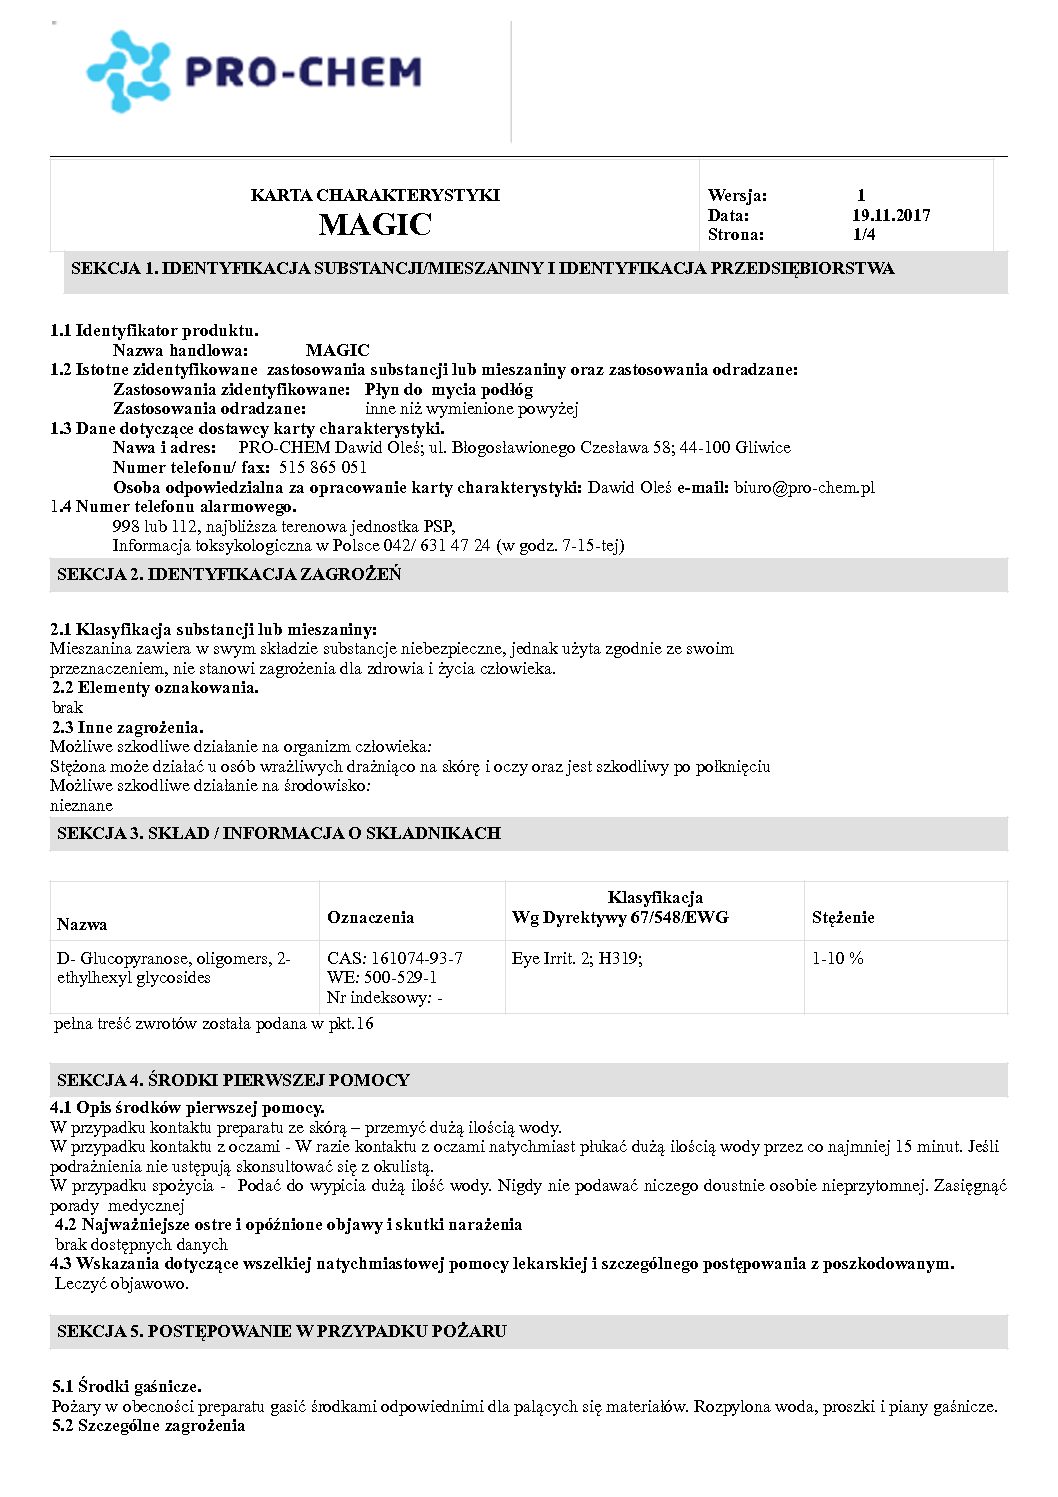 PRO-CHEM
KARTA CHARAKTERYSTYKI
MAGIC
Wersja: 1
Data: 19.11.2017
Strona: 1/4
SEKCJA 1. IDENTYFIKACJA SUBSTANCJI/MIESZANINY I IDENTYFIKACJA PRZEDSIĘBIORSTWA
1.1 Identyfikator produktu.
Nazwa handlowa: MAGIC
1.2 Istotne zidentyfikowane zastosowania substancji lub mieszaniny oraz zastosowania odradzane:
Zastosowania zidentyfikowane: Płyn do mycia podłóg
Zastosowania odradzane: inne niż wymienione powyżej
1.3 Dane dotyczące dostawcy karty charakterystyki.
Nawa i adres: PRO-CHEM Dawid Oleś; ul. Błogosławionego Czesława 58; 44-100 Gliwice
Numer telefonu/ fax: 515 865 051
Osoba odpowiedzialna za opracowanie karty charakterystyki: Dawid Oleś e-mail: biuro@pro-chem.pl
1.4 Numer telefonu alarmowego.
998 lub 112, najbliższa terenowa jednostka PSP,
Informacja toksykologiczna w Polsce 042/ 631 47 24 (w godz. 7-15-tej)
SEKCJA 2. IDENTYFIKACJA ZAGROŻEŃ
2.1 Klasyfikacja substancji lub mieszaniny:
Mieszanina zawiera w swym składzie substancje niebezpieczne, jednak użyta zgodnie ze swoim
przeznaczeniem, nie stanowi zagrożenia dla zdrowia i życia człowieka.
2.2 Elementy oznakowania.
brak
2.3 Inne zagrożenia.
Możliwe szkodliwe działanie na organizm człowieka:
Stężona może działać u osób wrażliwych drażniąco na skórę i oczy oraz jest szkodliwy po połknięciu
Możliwe szkodliwe działanie na środowisko:
nieznane
SEKCJA 3. SKŁAD / INFORMACJA O SKŁADNIKACH
Nazwa
Oznaczenia
Klasyfikacja
Wg Dyrektywy 67/548/EWG
Stężenie
D- Glucopyranose, oligomers, 2-
ethylhexyl glycosides
CAS: 161074-93-7
WE: 500-529-1
Nr indeksowy: -
Eye Irrit. 2; H319;
1-10 %
pełna treść zwrotów została podana w pkt.16
SEKCJA 4. ŚRODKI PIERWSZEJ POMOCY
4.1 Opis środków pierwszej pomocy.
W przypadku kontaktu preparatu ze skórą – przemyć dużą ilością wody.
W przypadku kontaktu z oczami - W razie kontaktu z oczami natychmiast płukać dużą ilością wody przez co najmniej 15 minut. Jeśli
podrażnienia nie ustępują skonsultować się z okulistą.
W przypadku spożycia - Podać do wypicia dużą ilość wody. Nigdy nie podawać niczego doustnie osobie nieprzytomnej. Zasięgnąć
porady medycznej
4.2 Najważniejsze ostre i opóźnione objawy i skutki narażenia
brak dostępnych danych
4.3 Wskazania dotyczące wszelkiej natychmiastowej pomocy lekarskiej i szczególnego postępowania z poszkodowanym.
Leczyć objawowo.
SEKCJA 5. POSTĘPOWANIE W PRZYPADKU POŻARU
5.1 Środki gaśnicze.
Pożary w obecności preparatu gasić środkami odpowiednimi dla palących się materiałów. Rozpylona woda, proszki i piany gaśnicze.
5.2 Szczególne zagrożenia